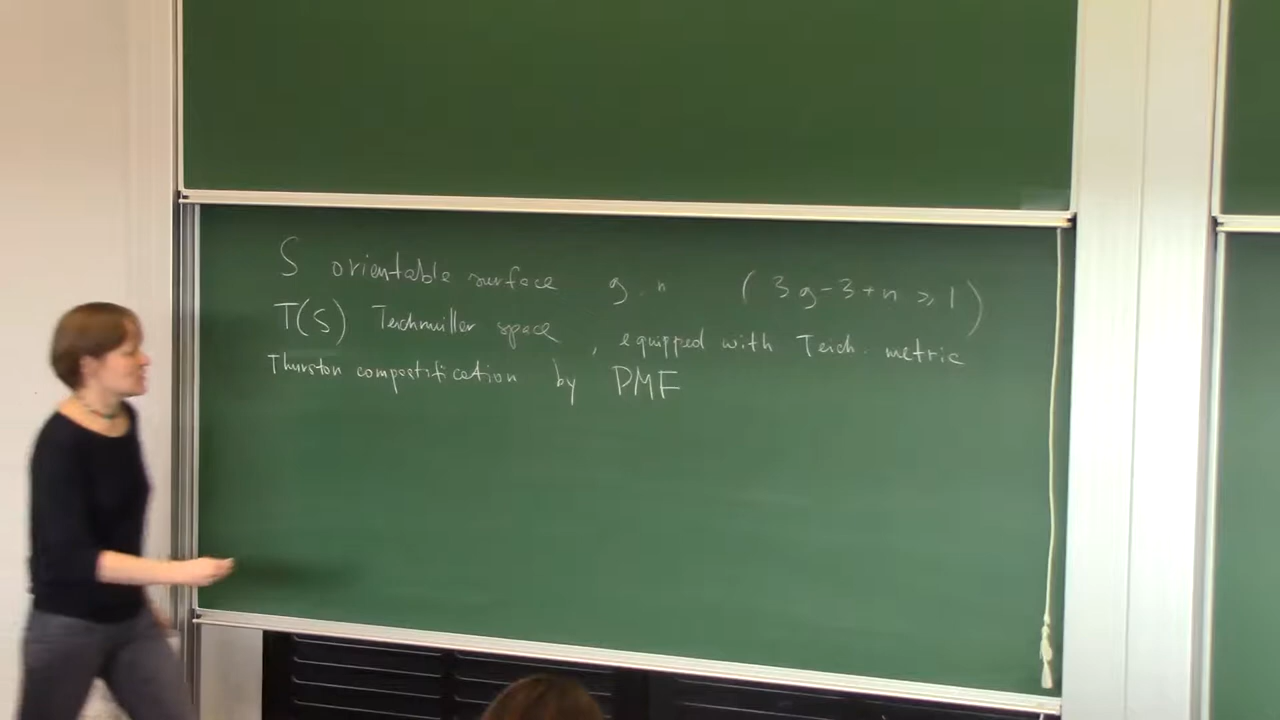 S orientable surface g, n (3g-3+n ≥ 1)
T(S) Teichmüller space, equipped with Teich. metric
Thurston compactification by PMF